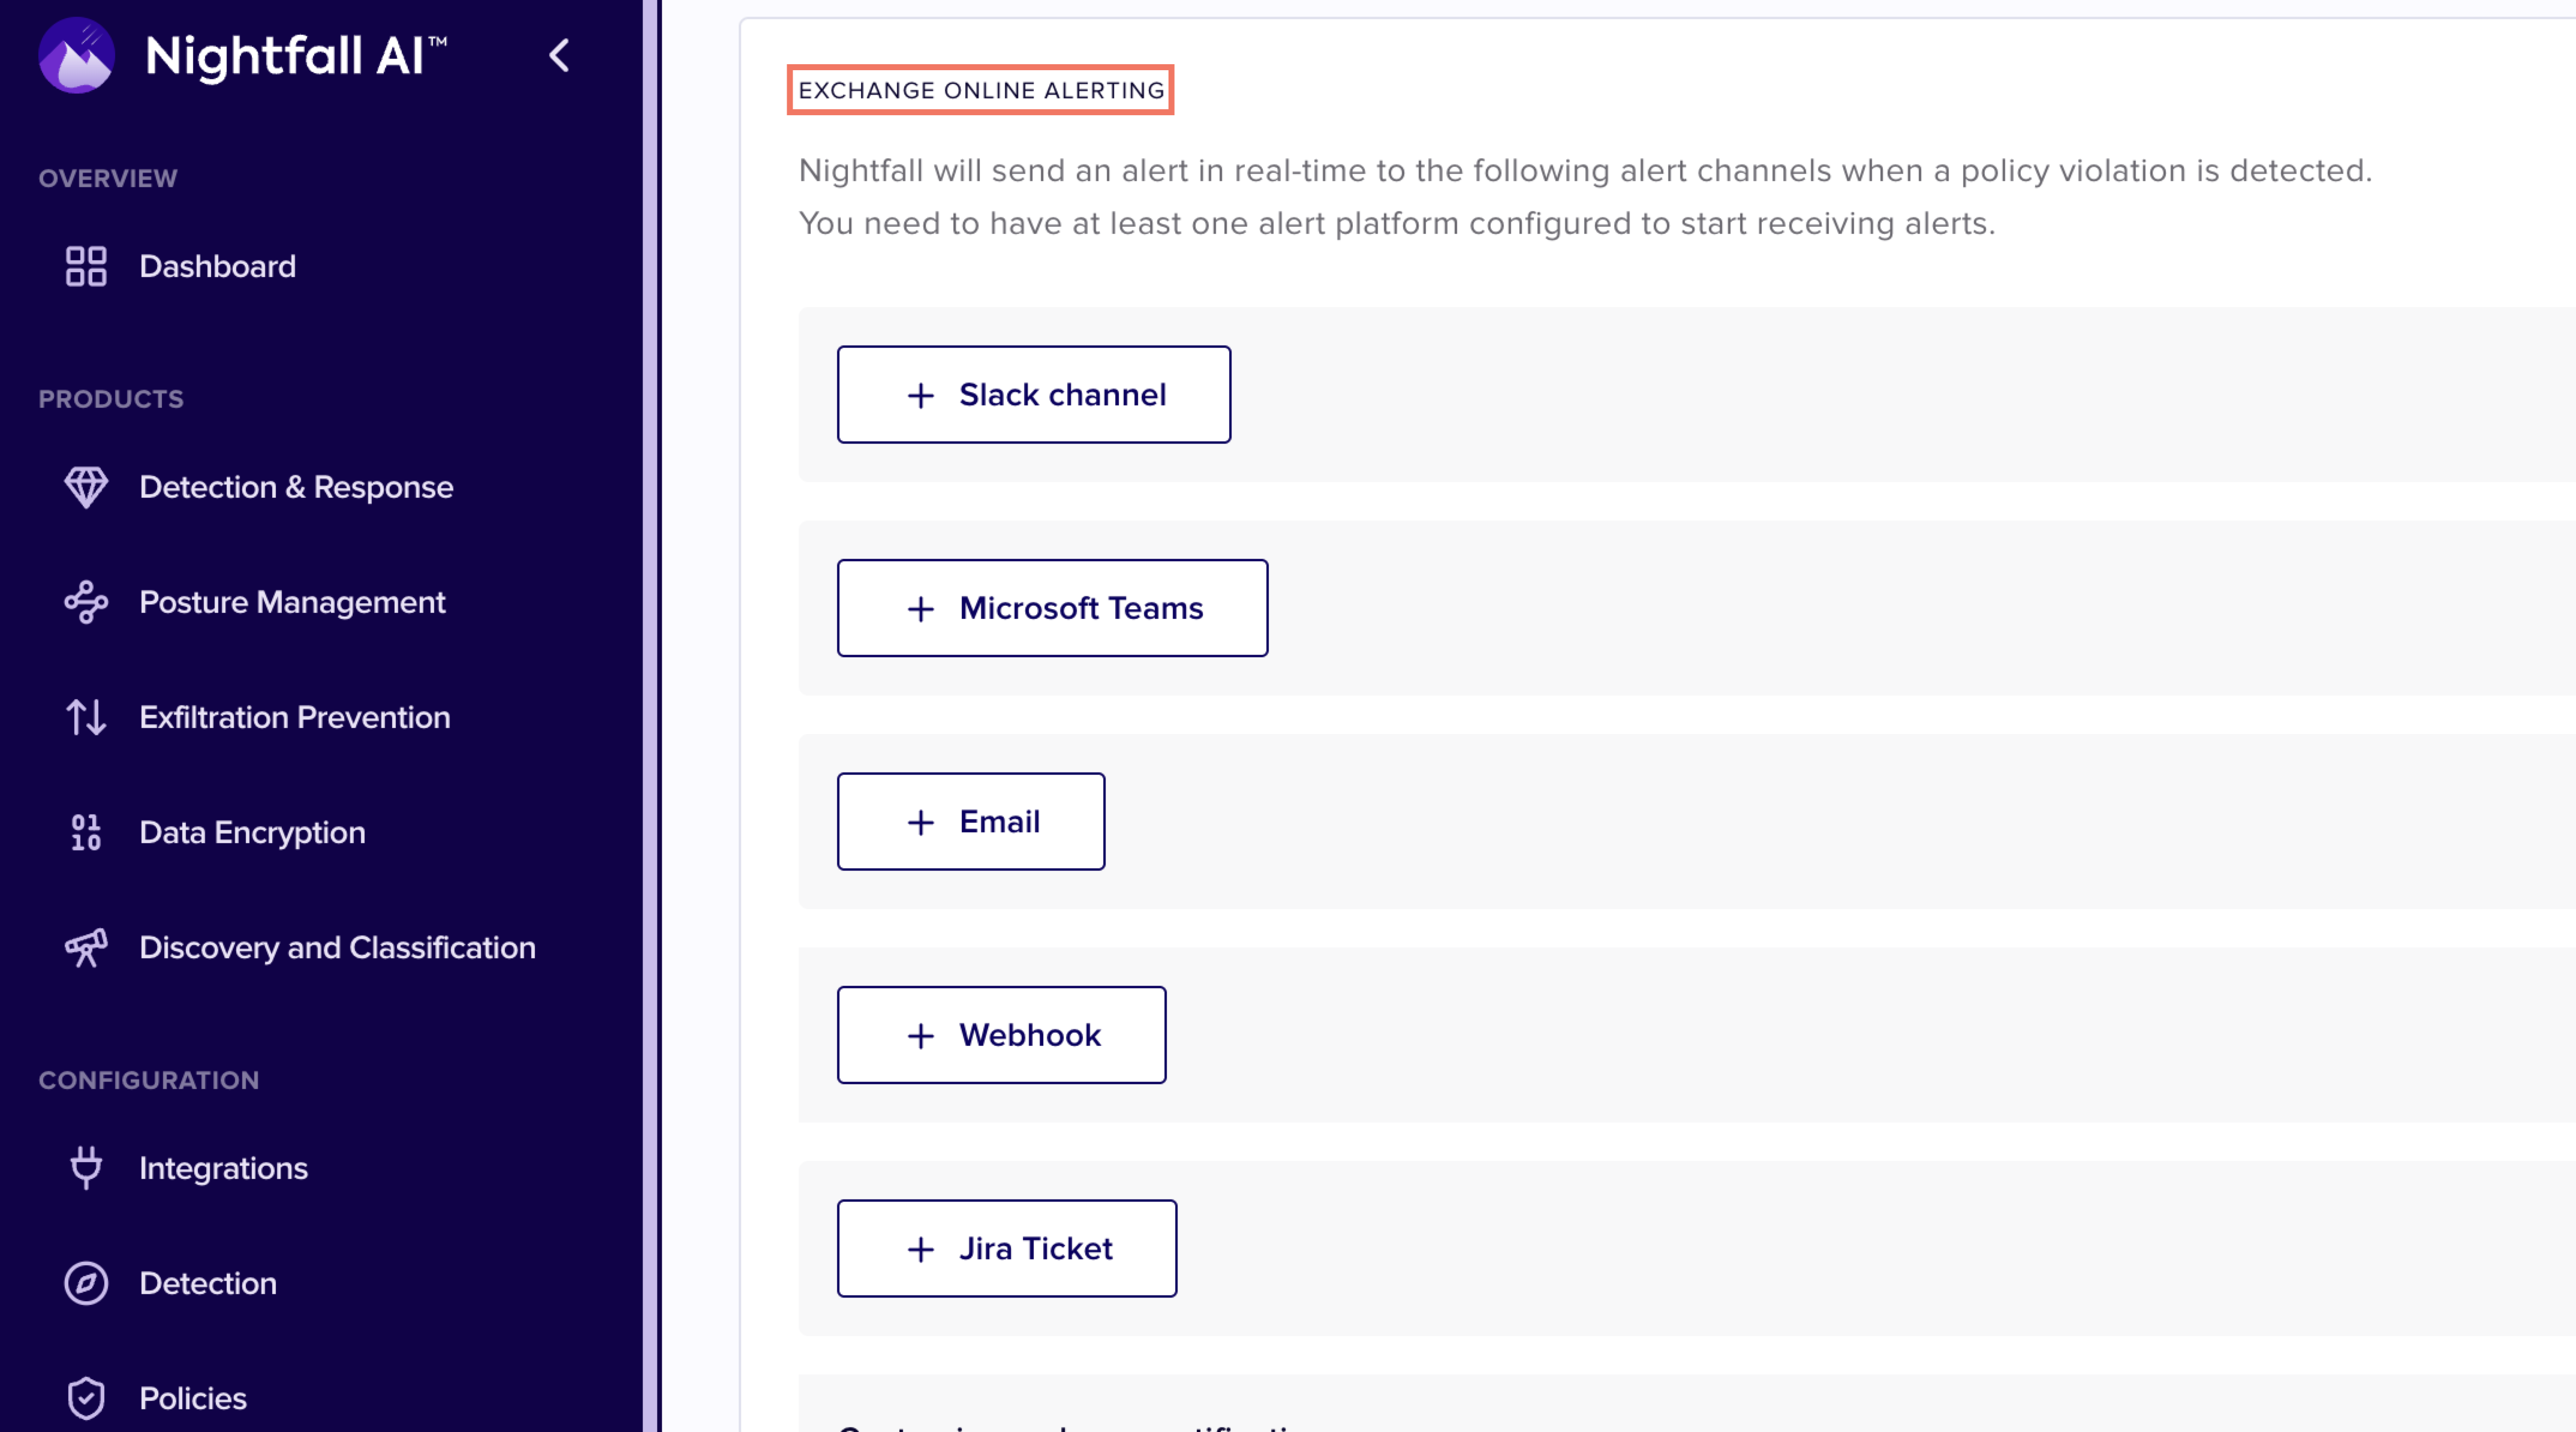 Nightfall AI™
OVERVIEW
Dashboard
PRODUCTS
Detection & Response
Posture Management
Exfiltration Prevention
Data Encryption
Discovery and Classification
CONFIGURATION
Integrations
Detection
Policies
EXCHANGE ONLINE ALERTING
Nightfall will send an alert in real-time to the following alert channels when a policy violation is detected.
You need to have at least one alert platform configured to start receiving alerts.
+ Slack channel
+ Microsoft Teams
+ Email
+ Webhook
+ Jira Ticket